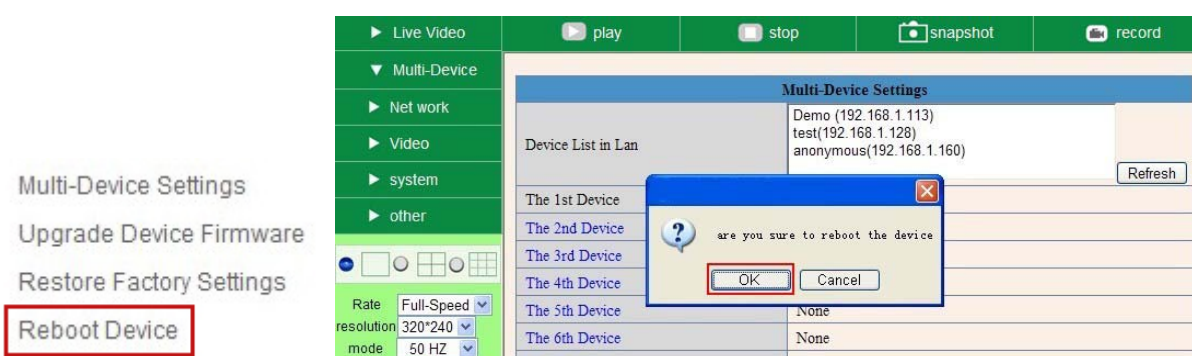 Multi-Device Settings
Upgrade Device Firmware
Restore Factory Settings
Reboot Device
Live Video
Multi-Device
Net work
Video
system
other
Rate Full-Speed
resolution 320*240
mode 50 HZ
play stop snapshot record
Multi-Device Settings
Device List in Lan
Demo (192.168.1.113)
test(192.168.1.128)
anonymous(192.168.1.160)
Refresh
The 1st Device
The 2nd Device
The 3rd Device
The 4th Device
The 5th Device None
The 6th Device None
are you sure to reboot the device
OK Cancel